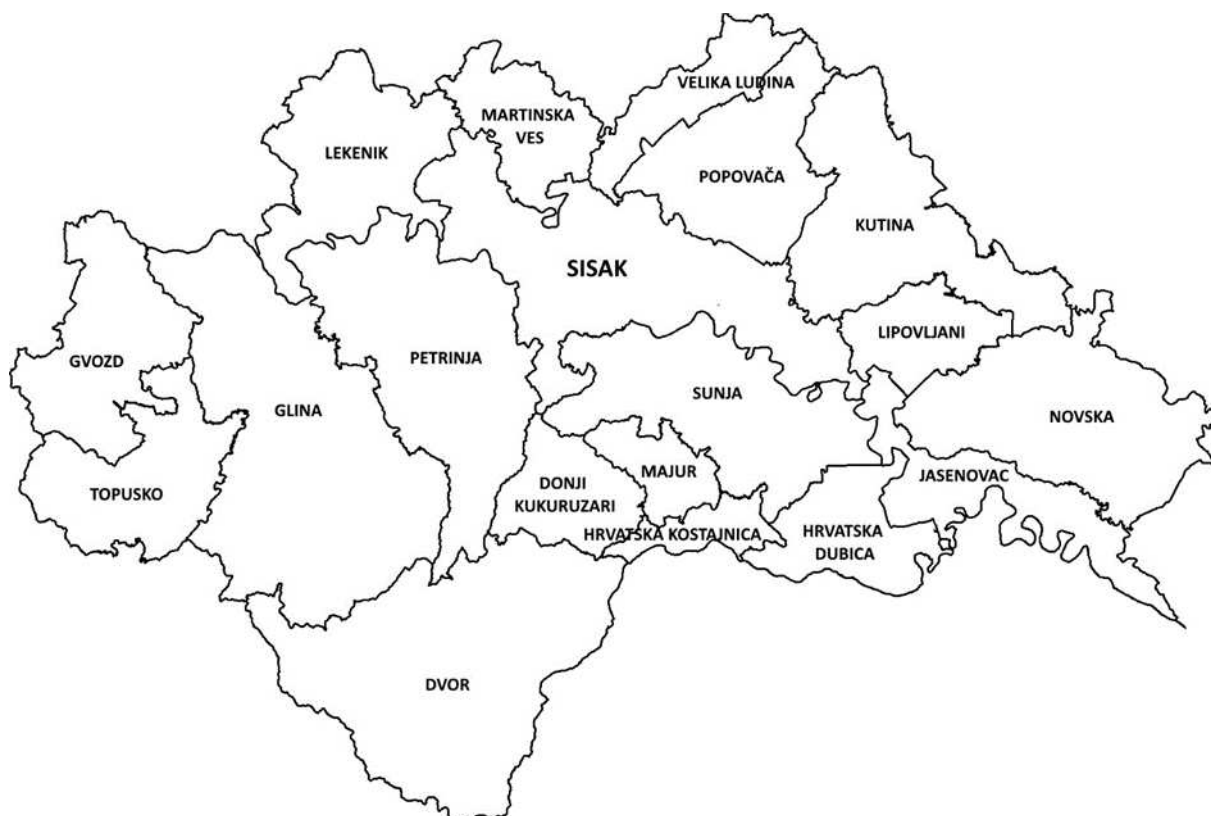 VELIKA LUDINA
MARTINSKA
VES
LEKENIK
POPOVAČA
KUTINA
SISAK
LIPOVLJANI
GVOZD
PETRINJA
SUNJA
GLINA
NOVSKA
MAJUR
JASENOVAC
DONJI
KUKURUZARI
TOPUSKO
HRVATSKA KOSTAJNICA
HRVATSKA
DUBICA
DVOR